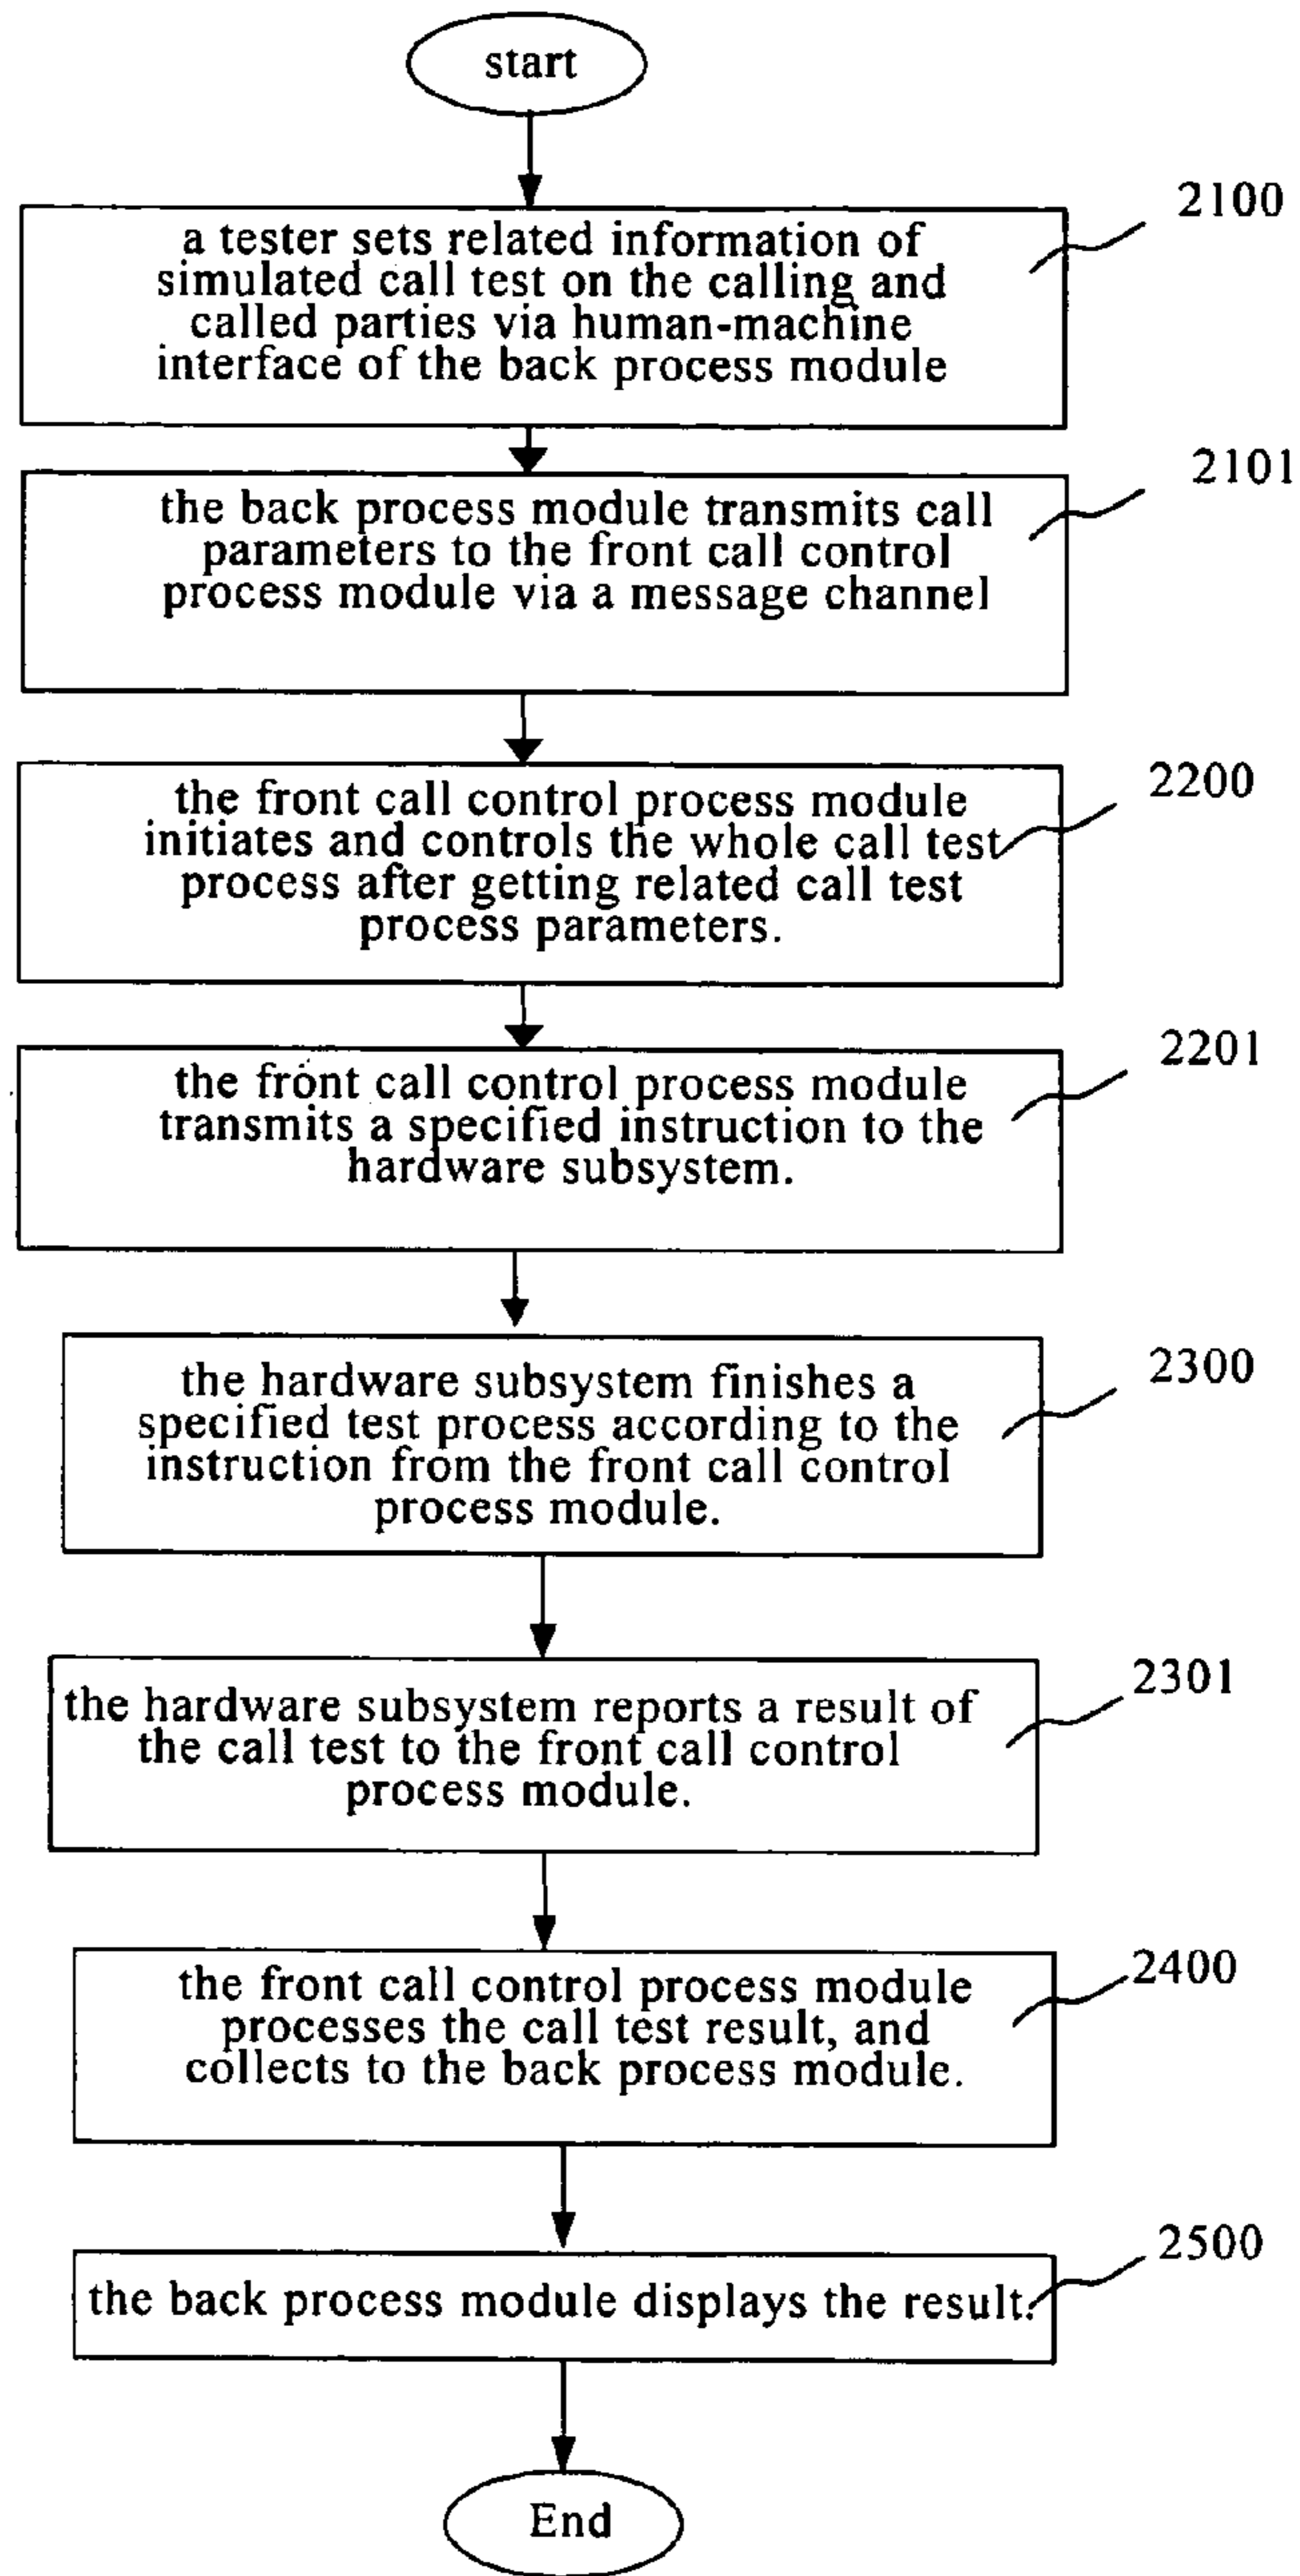 start
2100
a tester sets related information of
simulated call test on the calling and
called parties via human-machine
interface of the back process module
2101
the back process module transmits call
parameters to the front call control
process module via a message channel
2200
the front call control process module
initiates and controls the whole call test
process after getting related call test
process parameters.
2201
the front call control process module
transmits a specified instruction to the
hardware subsystem.
2300
the hardware subsystem finishes a
specified test process according to the
instruction from the front call control
process module.
2301
the hardware subsystem reports a result of
the call test to the front call control
process module.
2400
the front call control process module
processes the call test result, and
collects to the back process module.
2500
the back process module displays the result.
End